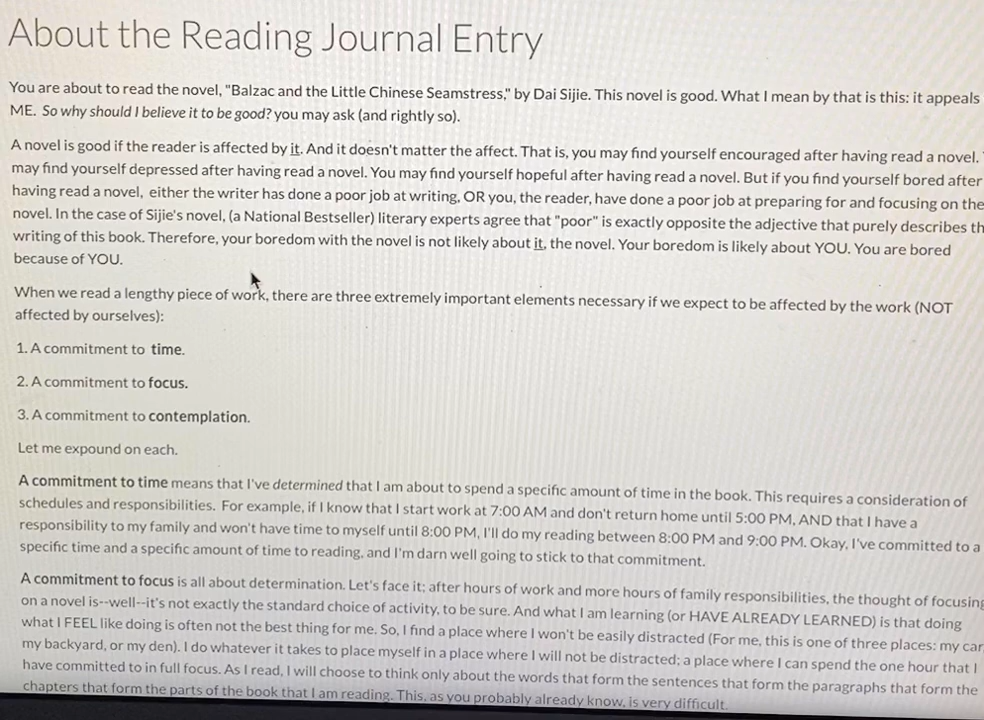 About the Reading Journal Entry
You are about to read the novel, "Balzac and the Little Chinese Seamstress," by Dai Sijie. This novel is good. What I mean by that is this: it appeals
ME. So why should I believe it to be good? you may ask (and rightly so).
A novel is good if the reader is affected by it. And it doesn't matter the affect. That is, you may find yourself encouraged after having read a novel.
may find yourself depressed after having read a novel. You may find yourself hopeful after having read a novel. But if you find yourself bored after
having read a novel, either the writer has done a poor job at writing, OR you, the reader, have done a poor job at preparing for and focusing on the
novel. In the case of Sijie's novel, (a National Bestseller) literary experts agree that "poor" is exactly opposite the adjective that purely describes th
writing of this book. Therefore, your boredom with the novel is not likely about it, the novel. Your boredom is likely about YOU. You are bored
because of YOU.
When we read a lengthy piece of work, there are three extremely important elements necessary if we expect to be affected by the work (NOT
affected by ourselves):
1. A commitment to time.
2. A commitment to focus.
3. A commitment to contemplation.
Let me expound on each.
A commitment to time means that I've determined that I am about to spend a specific amount of time in the book. This requires a consideration of
schedules and responsibilities. For example, if I know that I start work at 7:00 AM and don't return home until 5:00 PM, AND that I have a
responsibility to my family and won't have time to myself until 8:00 PM, I'll do my reading between 8:00 PM and 9:00 PM. Okay, I've committed to a
specific time and a specific amount of time to reading, and I'm darn well going to stick to that commitment.
A commitment to focus is all about determination. Let's face it; after hours of work and more hours of family responsibilities, the thought of focusing
on a novel is--well--it's not exactly the standard choice of activity, to be sure. And what I am learning (or HAVE ALREADY LEARNED) is that doing
what I FEEL like doing is often not the best thing for me. So, I find a place where I won't be easily distracted (For me, this is one of three places: my car
my backyard, or my den). I do whatever it takes to place myself in a place where I will not be distracted; a place where I can spend the one hour that I
have committed to in full focus. As I read, I will choose to think only about the words that form the sentences that form the paragraphs that form the
chapters that form the parts of the book that I am reading. This, as you probably already know, is very difficult.